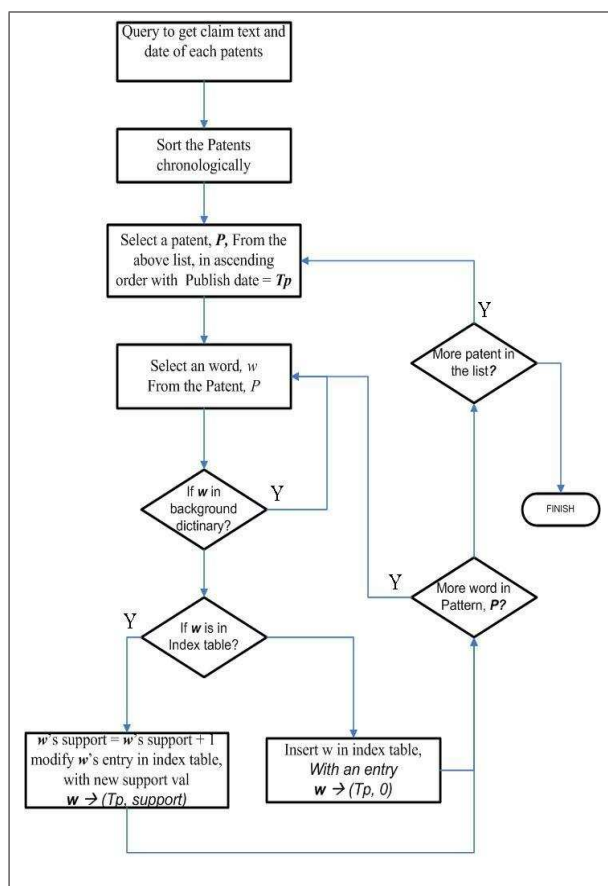 Query to get claim text and
date of each patents
Sort the Patents
chronologically
Select a patent, P, From the
above list, in ascending
order with Publish date = Tp
Y
More patent in
the list?
Select an word, w
From the Patent, P
If w in
background
dictinary?
Y
FINISH
Y
More word in
Pattern, P?
Y
If w is in
Index table?
w's support = w's support + 1
modify w's entry in index table,
with new support val
w → (Tp, support)
Insert w in index table,
With an entry
w → (Tp, 0)